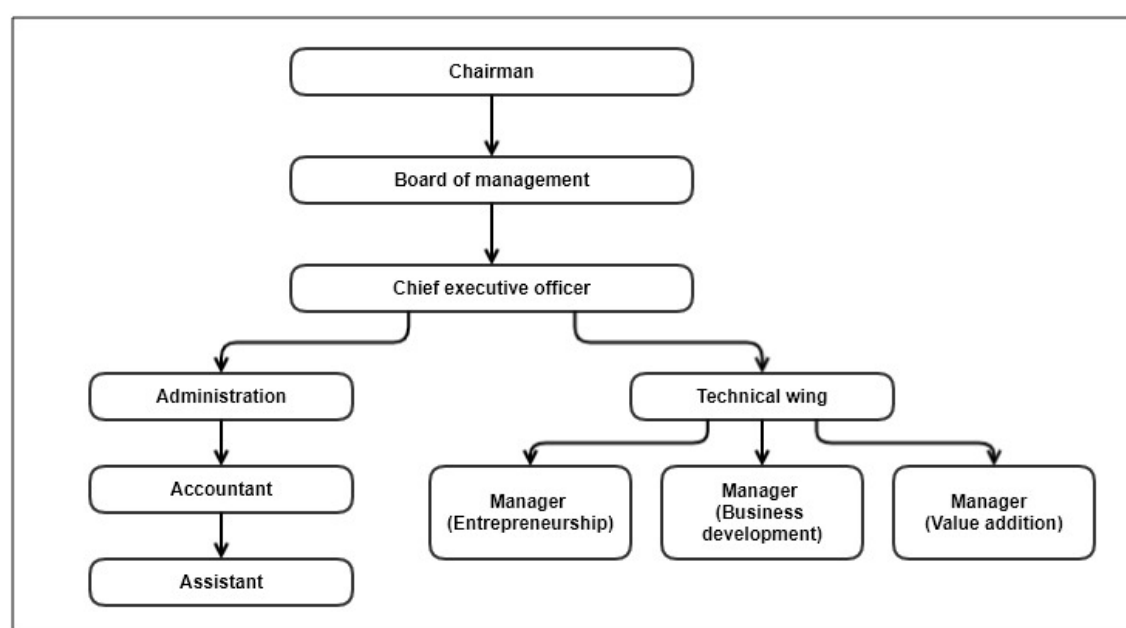 Chairman
Board of management
Chief executive officer
Administration
Technical wing
Accountant
Manager
(Entrepreneurship)
Manager
(Business
development)
Manager
(Value addition)
Assistant